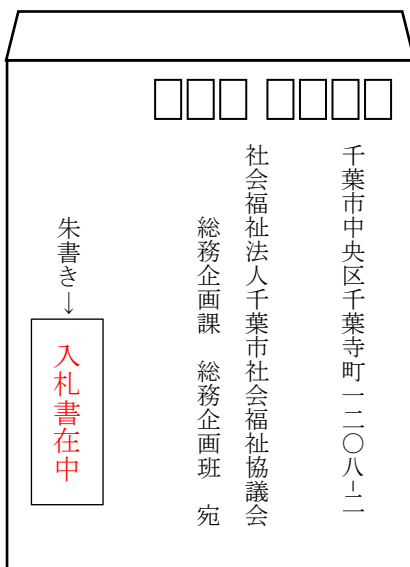 千葉市中央区千葉寺町一二〇八-二
社会福祉法人千葉市社会福祉協議会
総務企画課 総務企画班 宛
朱書き→
入札書在中